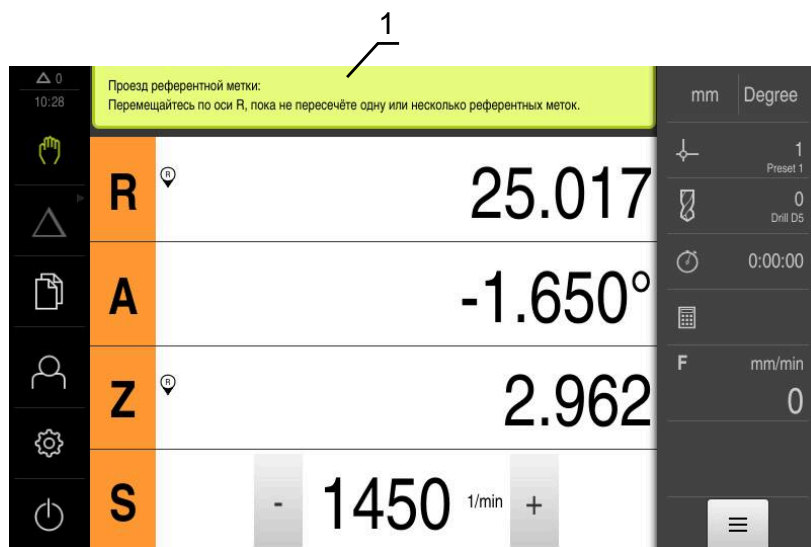 1
0
10:28
Проезд референтной метки:
Перемещайтесь по оси R, пока не пересечёте одну или несколько референтных меток.
mm Degree
R R 25.017
A -1.650°
Z R 2.962
S - 1450 1/min +
1
Preset 1
0
Drill D5
0:00:00
F mm/min
0